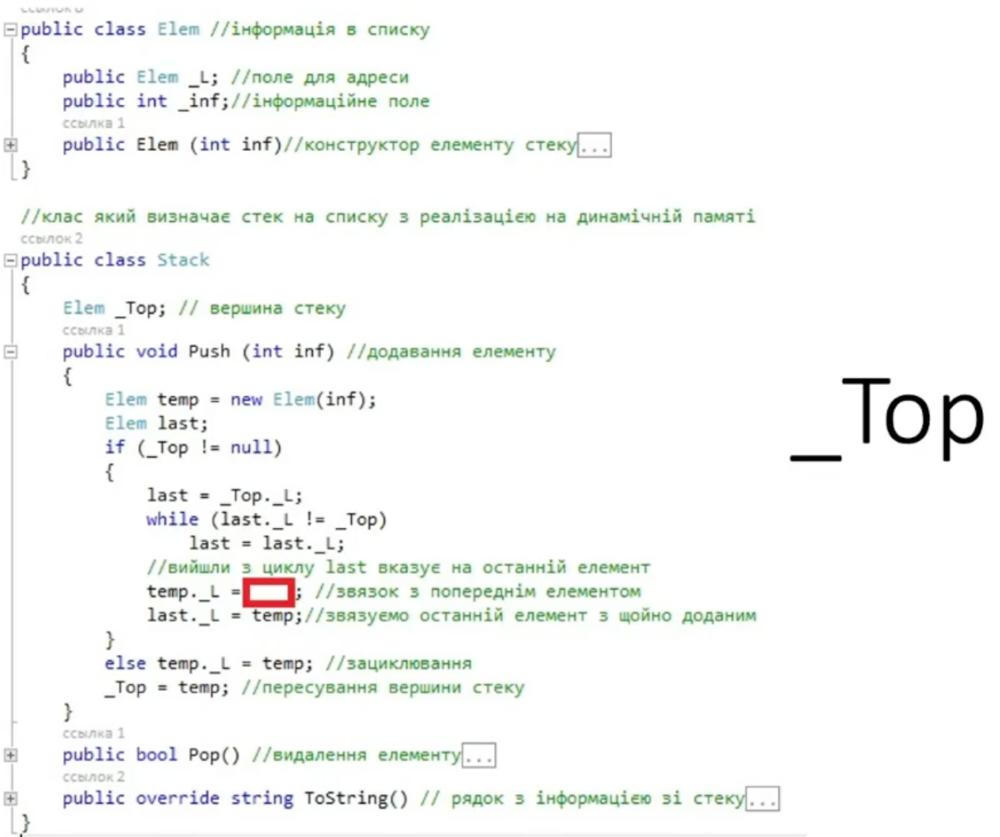 ссылок 8
public class Elem //інформація в списку
{
public Elem _L; //поле для адреси
public int _inf;//інформаційне поле
ссылка 1
public Elem (int inf)//конструктор елементу стеку...
}
//клас який визначає стек на списку з реалізацією на динамічній памяті
ссылок 2
public class Stack
{
Elem _Top; // вершина стеку
ссылка 1
public void Push (int inf) //додавання елементу
{
Elem temp = new Elem(inf);
Elem last;
if (_Top != null)
{
last = _Top._L;
while (last._L != _Top)
last = last._L;
//вийшли з циклу last вказує на останній елемент
temp._L = ; //звязок з попереднім елементом
last._L = temp;//звязуємо останній елемент з щойно доданим
}
else temp._L = temp; //зациклювання
_Top = temp; //пересування вершини стеку
}
ссылка 1
public bool Pop() //видалення елементу...
ссылок 2
public override string ToString() // рядок з інформацією зі стеку...
}
_Top